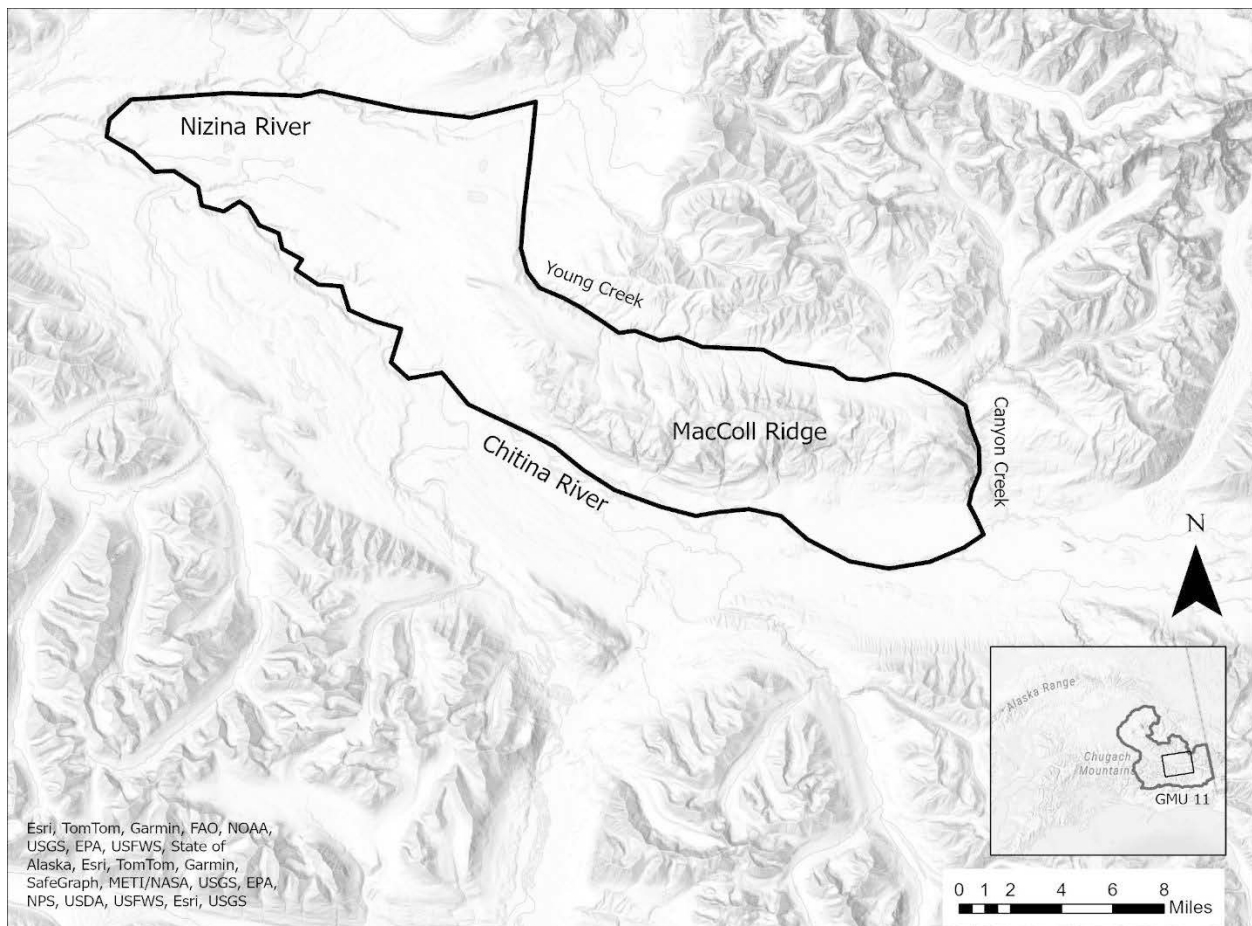 Nizina River
Young Creek
MacColl Ridge
Canyon Creek
Chitina River
N
Alaska Range
Chugach
Mountains
GMU 11
Esri, TomTom, Garmin, FAO, NOAA,
USGS, EPA, USFWS, State of
Alaska, Esri, TomTom, Garmin,
SafeGraph, METI/NASA, USGS, EPA,
NPS, USDA, USFWS, Esri, USGS
0 1 2 4 6 8
Miles